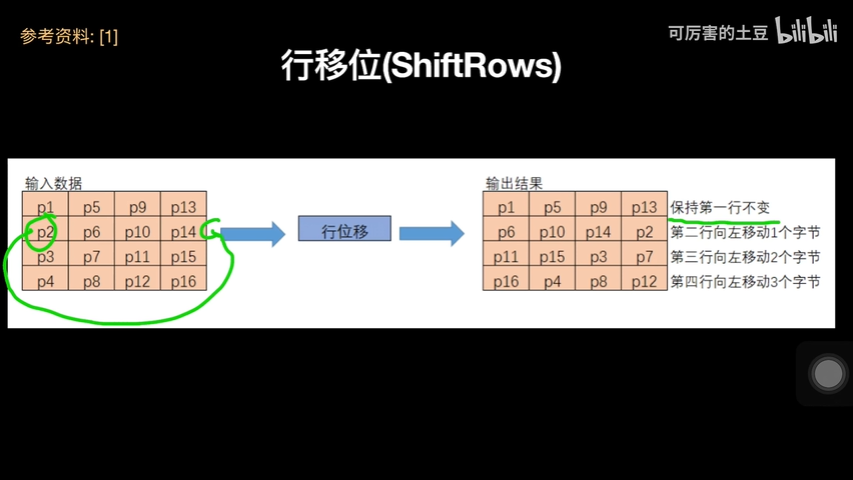 参考资料: [1]
可厉害的土豆 bilibili
行移位(ShiftRows)
输入数据
p1 p5 p9 p13
p2 p6 p10 p14
p3 p7 p11 p15
p4 p8 p12 p16
行位移
输出结果
p1 p5 p9 p13 保持第一行不变
p6 p10 p14 p2 第二行向左移动1个字节
p11 p15 p3 p7 第三行向左移动2个字节
p16 p4 p8 p12 第四行向左移动3个字节